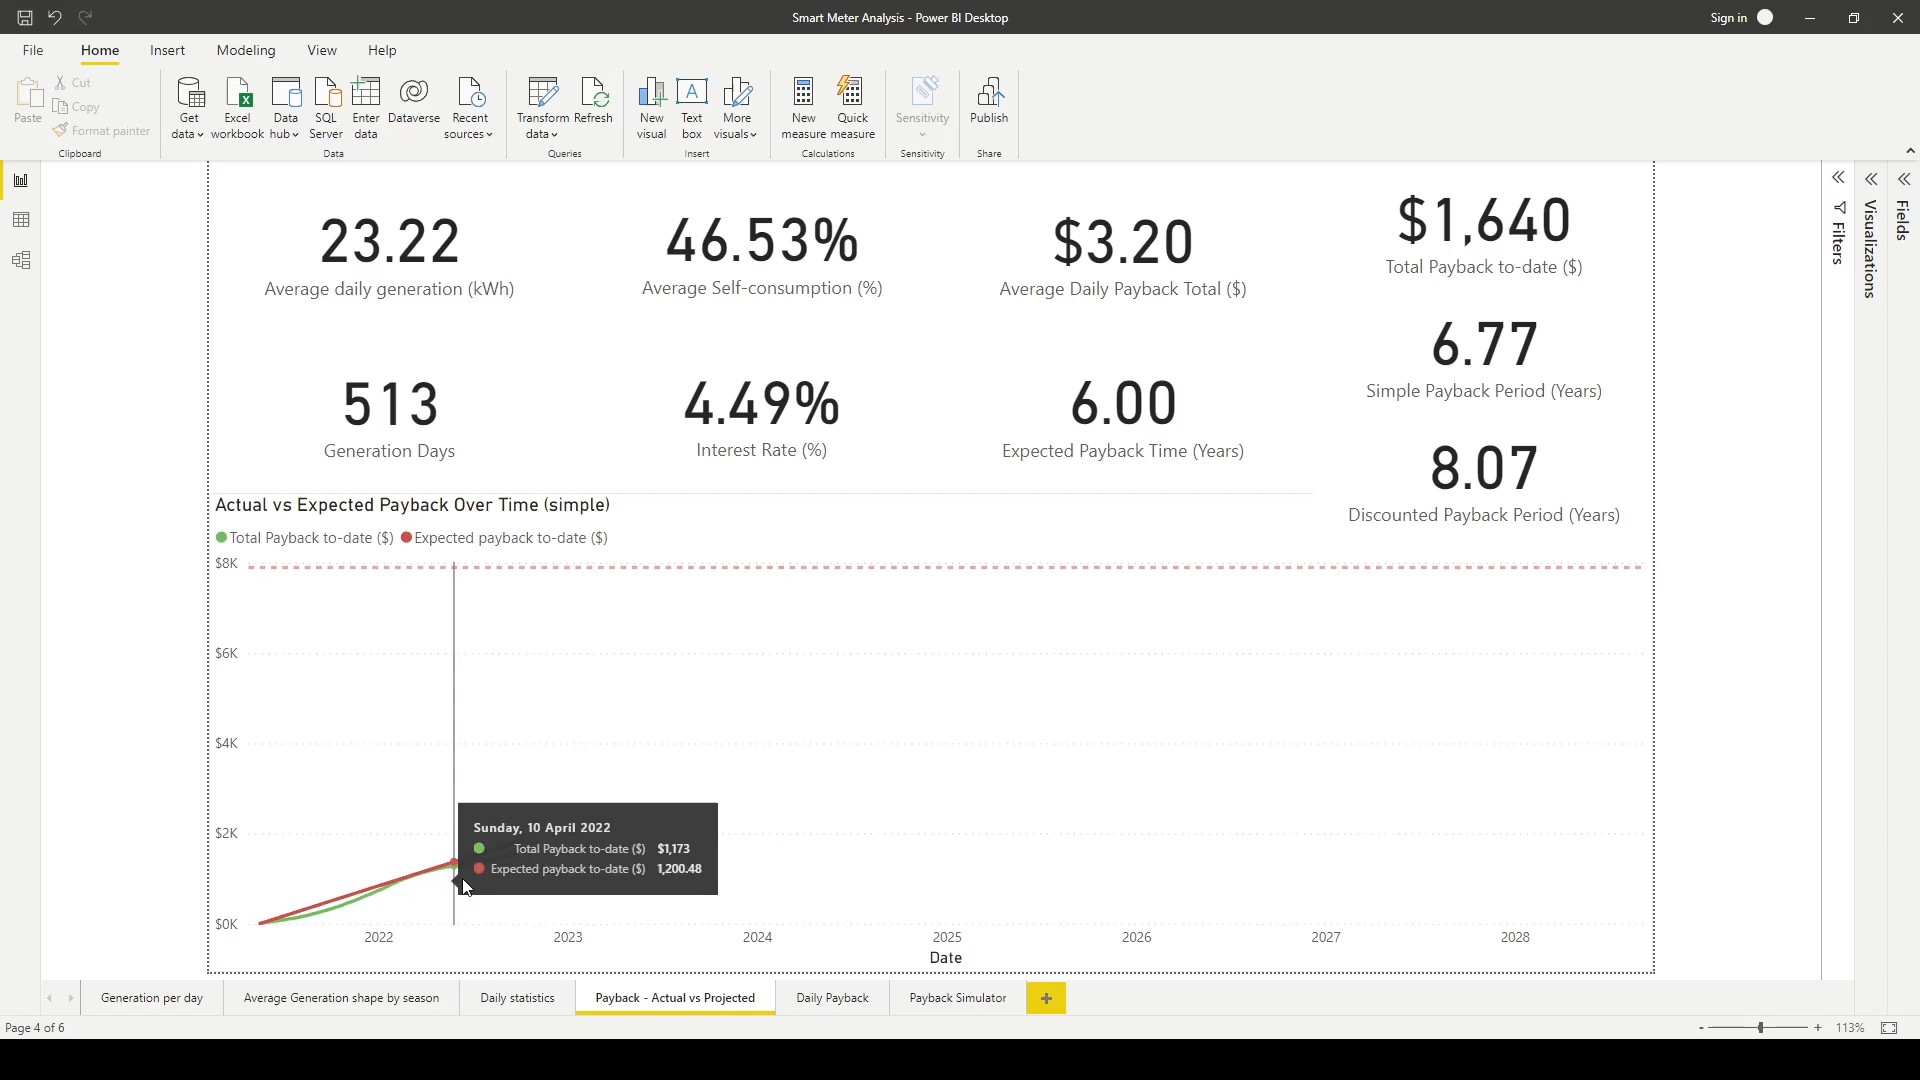 Smart Meter Analysis - Power BI Desktop
Sign in
File
Home
Insert
Modeling
View
Help
Paste
Cut
Copy
Format painter
Clipboard
Get data
Excel workbook
Data hub
SQL Server
Enter data
Dataverse
Recent sources
Data
Transform data
Refresh
Queries
New visual
A
Text box
More visuals
Insert
New measure
Quick measure
Calculations
Sensitivity
Sensitivity
Publish
Share
Filters
Visualizations
Fields
23.22
Average daily generation (kWh)
46.53%
Average Self-consumption (%)
$3.20
Average Daily Payback Total ($)
$1,640
Total Payback to-date ($)
6.77
Simple Payback Period (Years)
513
Generation Days
4.49%
Interest Rate (%)
6.00
Expected Payback Time (Years)
8.07
Discounted Payback Period (Years)
Actual vs Expected Payback Over Time (simple)
Total Payback to-date ($) Expected payback to-date ($)
$8K
$6K
$4K
$2K
$0K
Sunday, 10 April 2022
Total Payback to-date ($) $1,173
Expected payback to-date ($) 1,200.48
2022 2023 2024 2025 2026 2027 2028
Date
Generation per day
Average Generation shape by season
Daily statistics
Payback - Actual vs Projected
Daily Payback
Payback Simulator
+
Page 4 of 6
- + 113%